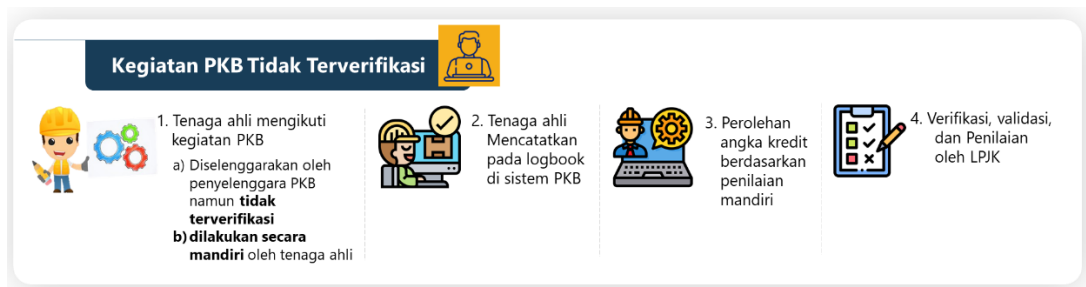 Kegiatan PKB Tidak Terverifikasi
1. Tenaga ahli mengikuti
kegiatan PKB
a) Diselenggarakan oleh
penyelenggara PKB
namun tidak
terverifikasi
b) dilakukan secara
mandiri oleh tenaga ahli
2. Tenaga ahli
Mencatatkan
pada logbook
di sistem PKB
3. Perolehan
angka kredit
berdasarkan
penilaian
mandiri
4. Verifikasi, validasi,
dan Penilaian
oleh LPJK